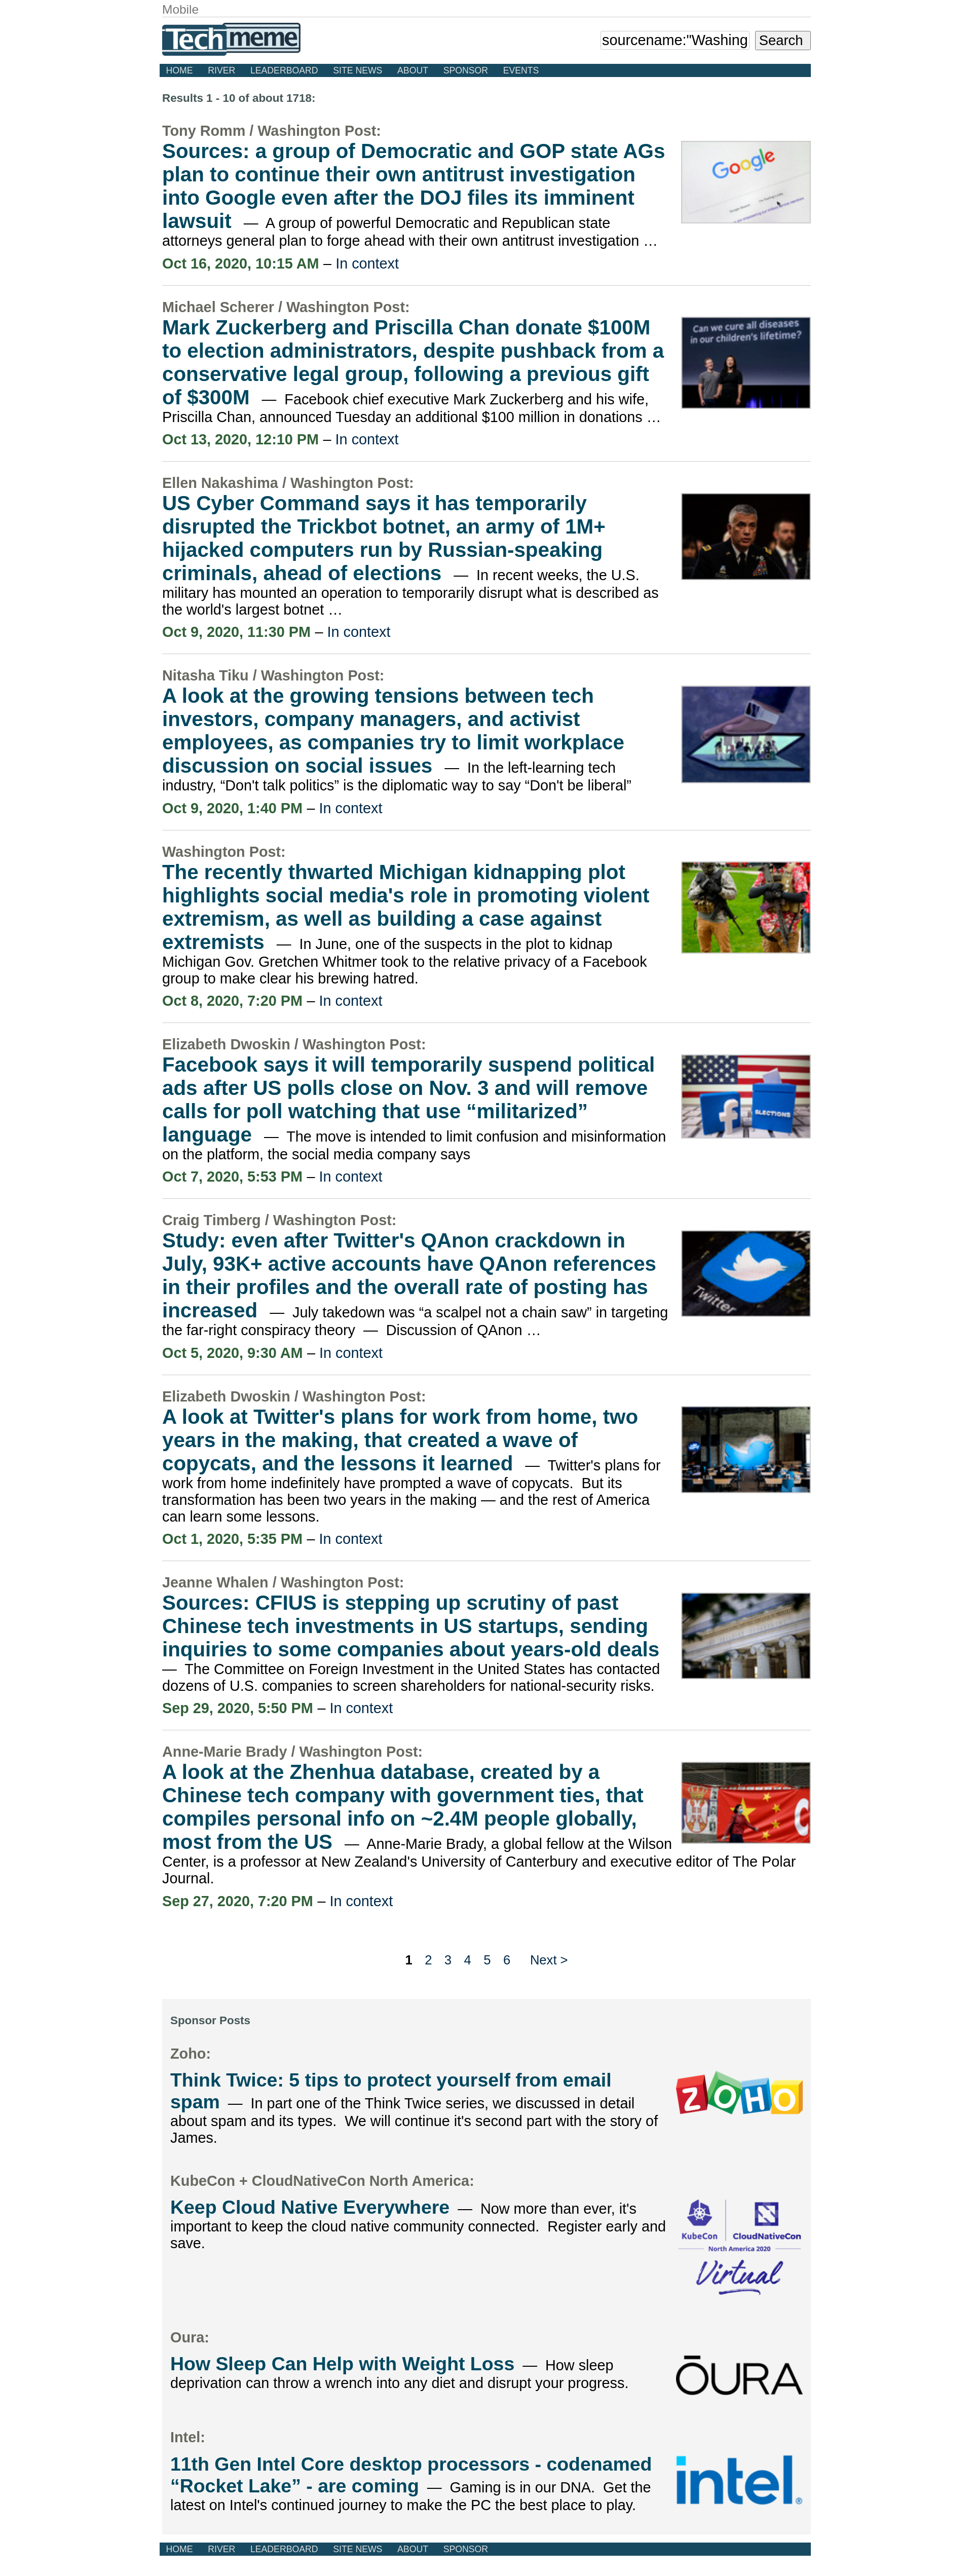 Mobile
Techmeme
sourcename:"Washing
Search
HOME RIVER LEADERBOARD SITE NEWS ABOUT SPONSOR EVENTS
Results 1 - 10 of about 1718:
Tony Romm / Washington Post:
Sources: a group of Democratic and GOP state AGs
plan to continue their own antitrust investigation
into Google even after the DOJ files its imminent
lawsuit — A group of powerful Democratic and Republican state
attorneys general plan to forge ahead with their own antitrust investigation …
Google
Oct 16, 2020, 10:15 AM – In context
Michael Scherer / Washington Post:
Mark Zuckerberg and Priscilla Chan donate $100M
to election administrators, despite pushback from a
conservative legal group, following a previous gift
of $300M — Facebook chief executive Mark Zuckerberg and his wife,
Priscilla Chan, announced Tuesday an additional $100 million in donations …
Can we cure all diseases
in our children's lifetime?
Oct 13, 2020, 12:10 PM – In context
Ellen Nakashima / Washington Post:
US Cyber Command says it has temporarily
disrupted the Trickbot botnet, an army of 1M+
hijacked computers run by Russian-speaking
criminals, ahead of elections — In recent weeks, the U.S.
military has mounted an operation to temporarily disrupt what is described as
the world's largest botnet …
Oct 9, 2020, 11:30 PM – In context
Nitasha Tiku / Washington Post:
A look at the growing tensions between tech
investors, company managers, and activist
employees, as companies try to limit workplace
discussion on social issues — In the left-learning tech
industry, “Don't talk politics” is the diplomatic way to say “Don't be liberal”
Oct 9, 2020, 1:40 PM – In context
Washington Post:
The recently thwarted Michigan kidnapping plot
highlights social media's role in promoting violent
extremism, as well as building a case against
extremists — In June, one of the suspects in the plot to kidnap
Michigan Gov. Gretchen Whitmer took to the relative privacy of a Facebook
group to make clear his brewing hatred.
Oct 8, 2020, 7:20 PM – In context
Elizabeth Dwoskin / Washington Post:
Facebook says it will temporarily suspend political
ads after US polls close on Nov. 3 and will remove
calls for poll watching that use “militarized”
language — The move is intended to limit confusion and misinformation
on the platform, the social media company says
ELECTIONS
Oct 7, 2020, 5:53 PM – In context
Craig Timberg / Washington Post:
Study: even after Twitter's QAnon crackdown in
July, 93K+ active accounts have QAnon references
in their profiles and the overall rate of posting has
increased — July takedown was “a scalpel not a chain saw” in targeting
the far-right conspiracy theory — Discussion of QAnon …
Twitter
Oct 5, 2020, 9:30 AM – In context
Elizabeth Dwoskin / Washington Post:
A look at Twitter's plans for work from home, two
years in the making, that created a wave of
copycats, and the lessons it learned — Twitter's plans for
work from home indefinitely have prompted a wave of copycats. But its
transformation has been two years in the making — and the rest of America
can learn some lessons.
Oct 1, 2020, 5:35 PM – In context
Jeanne Whalen / Washington Post:
Sources: CFIUS is stepping up scrutiny of past
Chinese tech investments in US startups, sending
inquiries to some companies about years-old deals
— The Committee on Foreign Investment in the United States has contacted
dozens of U.S. companies to screen shareholders for national-security risks.
Sep 29, 2020, 5:50 PM – In context
Anne-Marie Brady / Washington Post:
A look at the Zhenhua database, created by a
Chinese tech company with government ties, that
compiles personal info on ~2.4M people globally,
most from the US — Anne-Marie Brady, a global fellow at the Wilson
Center, is a professor at New Zealand's University of Canterbury and executive editor of The Polar
Journal.
Sep 27, 2020, 7:20 PM – In context
1 2 3 4 5 6 Next >
Sponsor Posts
Zoho:
Think Twice: 5 tips to protect yourself from email
spam — In part one of the Think Twice series, we discussed in detail
about spam and its types. We will continue it's second part with the story of
James.
ZOHO
KubeCon + CloudNativeCon North America:
Keep Cloud Native Everywhere — Now more than ever, it's
important to keep the cloud native community connected. Register early and
save.
KubeCon CloudNativeCon
North America 2020
Virtual
Oura:
How Sleep Can Help with Weight Loss — How sleep
deprivation can throw a wrench into any diet and disrupt your progress.
ŌURA
Intel:
11th Gen Intel Core desktop processors - codenamed
“Rocket Lake” - are coming — Gaming is in our DNA. Get the
latest on Intel's continued journey to make the PC the best place to play.
intel®
HOME RIVER LEADERBOARD SITE NEWS ABOUT SPONSOR